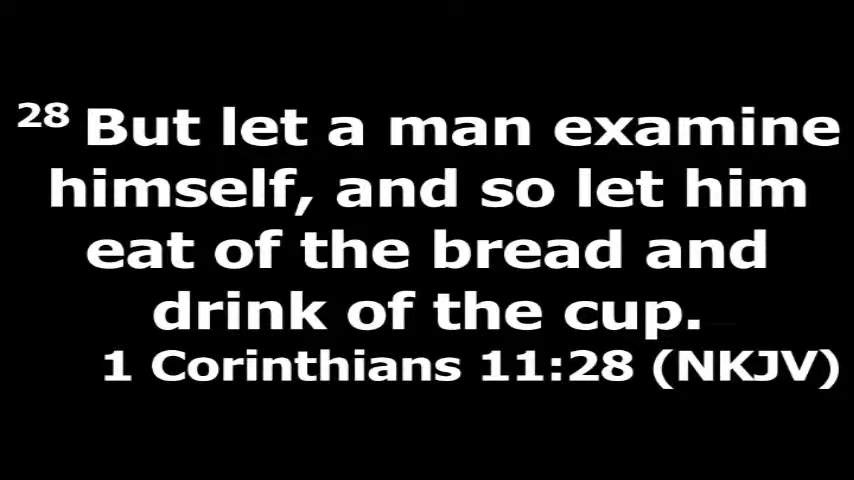 28 But let a man examine
himself, and so let him
eat of the bread and
drink of the cup.
1 Corinthians 11:28 (NKJV)